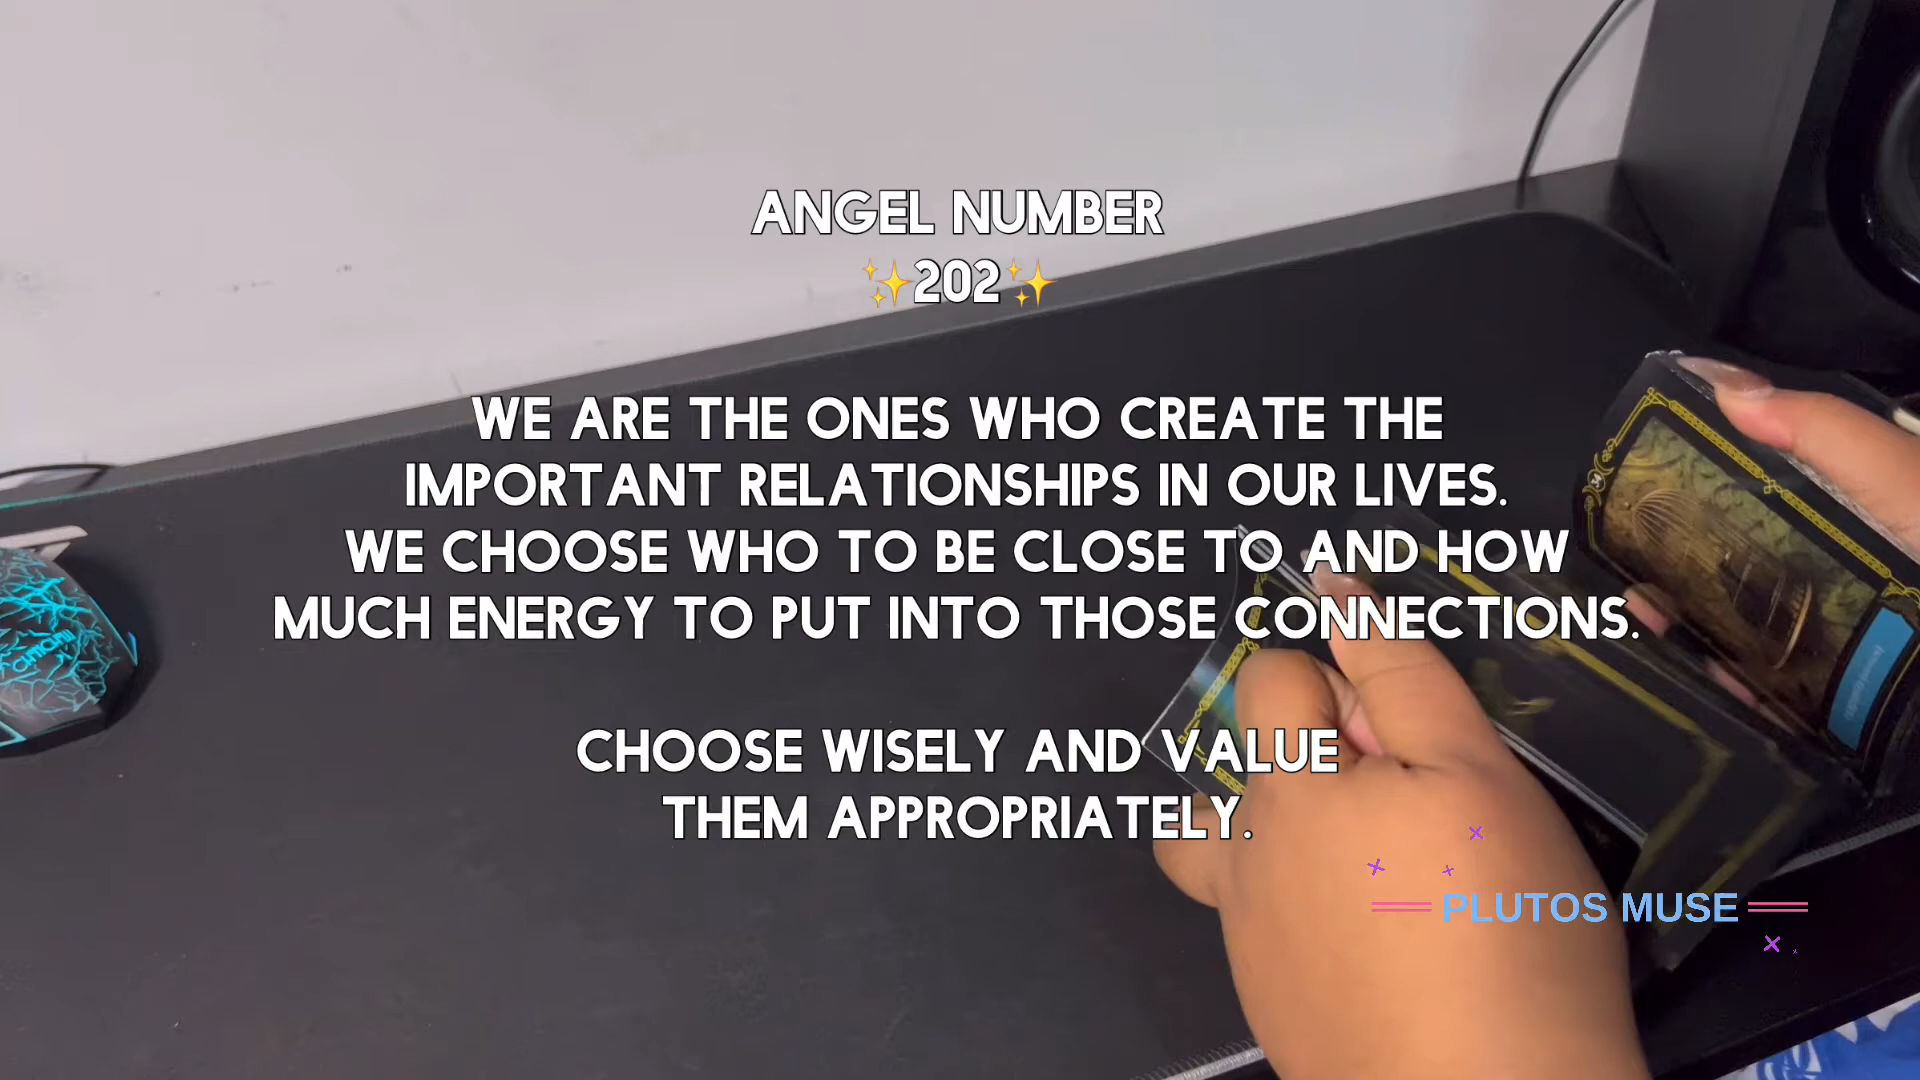 ANGEL NUMBER
✨202✨
WE ARE THE ONES WHO CREATE THE
IMPORTANT RELATIONSHIPS IN OUR LIVES.
WE CHOOSE WHO TO BE CLOSE TO AND HOW
MUCH ENERGY TO PUT INTO THOSE CONNECTIONS.
CHOOSE WISELY AND VALUE
THEM APPROPRIATELY.
PLUTOS MUSE